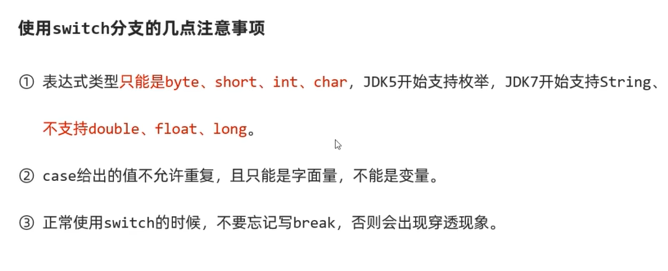 使用switch分支的几点注意事项
① 表达式类型只能是byte、short、int、char，JDK5开始支持枚举，JDK7开始支持String、
不支持double、float、long。
② case给出的值不允许重复，且只能是字面量，不能是变量。
③ 正常使用switch的时候，不要忘记写break，否则会出现穿透现象。